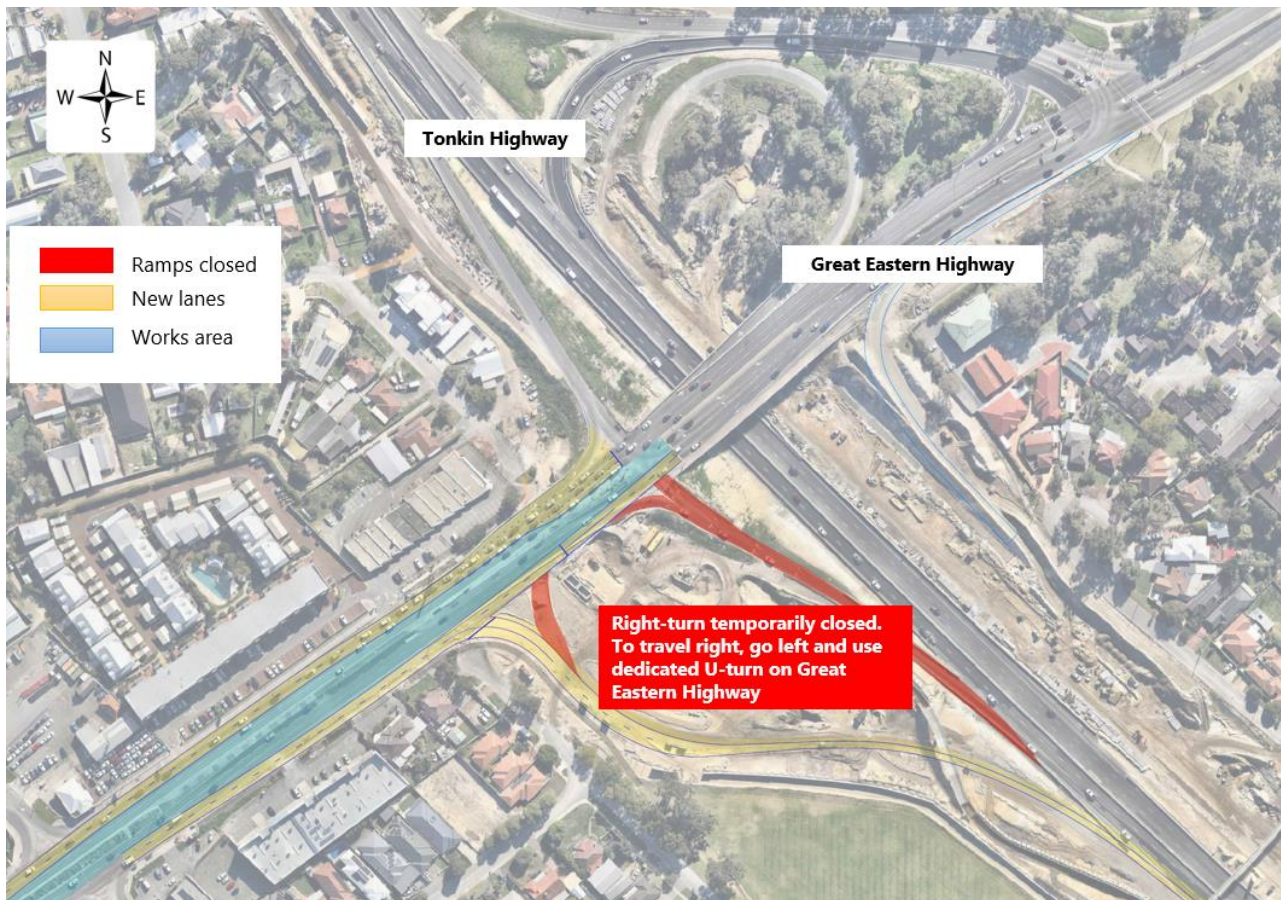 N
W E
S
Tonkin Highway
Great Eastern Highway
Ramps closed
New lanes
Works area
Right-turn temporarily closed.
To travel right, go left and use
dedicated U-turn on Great
Eastern Highway